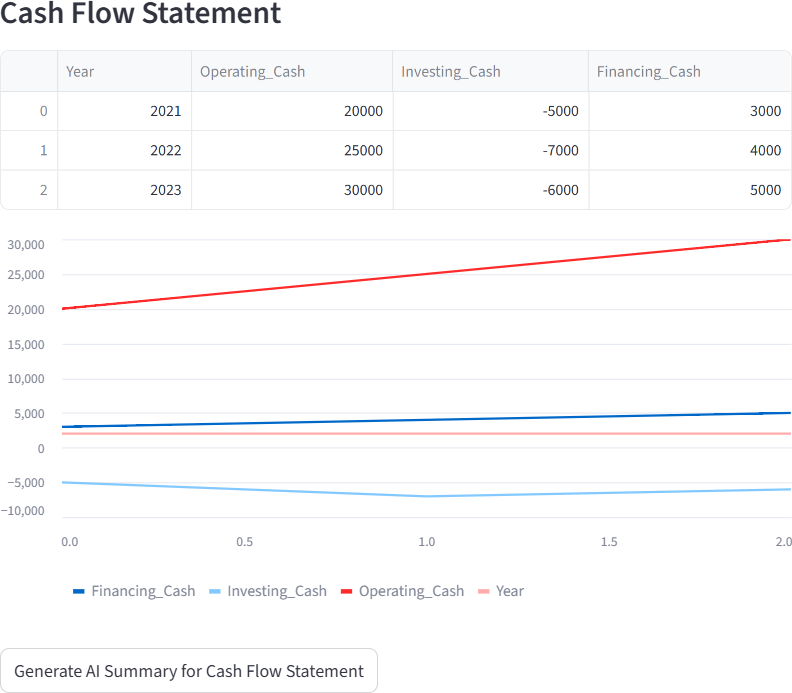 Cash Flow Statement
Year Operating_Cash Investing_Cash Financing_Cash
0 2021 20000 -5000 3000
1 2022 25000 -7000 4000
2 2023 30000 -6000 5000
30,000
25,000
20,000
15,000
10,000
5,000
0
−5,000
−10,000
0.0 0.5 1.0 1.5 2.0
Financing_Cash Investing_Cash Operating_Cash Year
Generate AI Summary for Cash Flow Statement